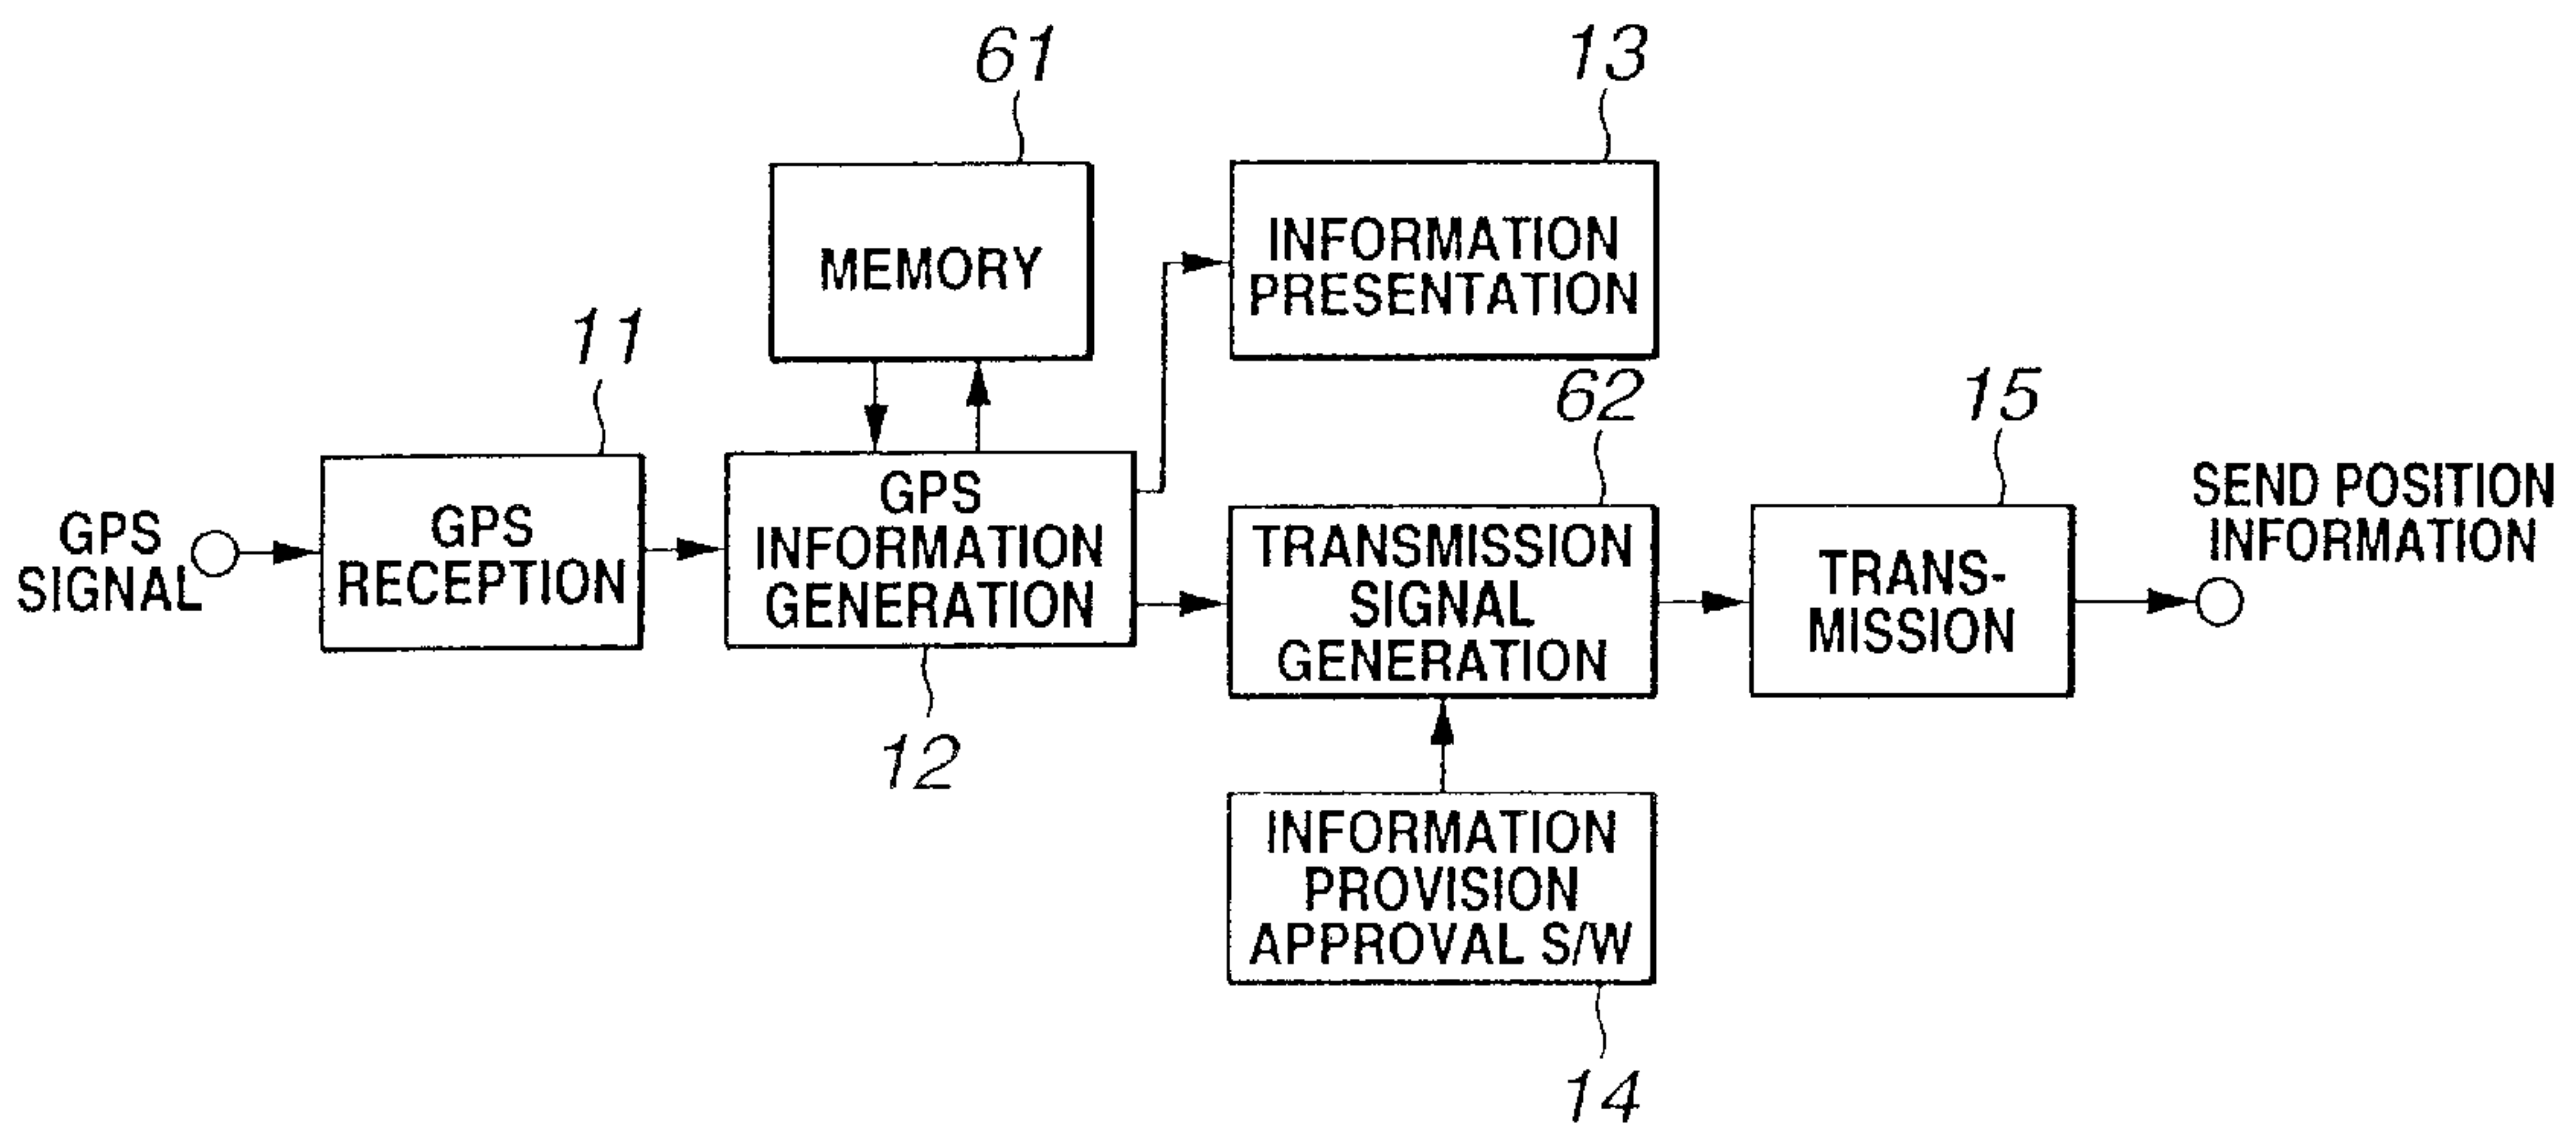 61
13
MEMORY
INFORMATION
PRESENTATION
11
62
15
GPS
SIGNAL
GPS
RECEPTION
GPS
INFORMATION
GENERATION
TRANSMISSION
SIGNAL
GENERATION
TRANS-
MISSION
SEND POSITION
INFORMATION
12
INFORMATION
PROVISION
APPROVAL S/W
14